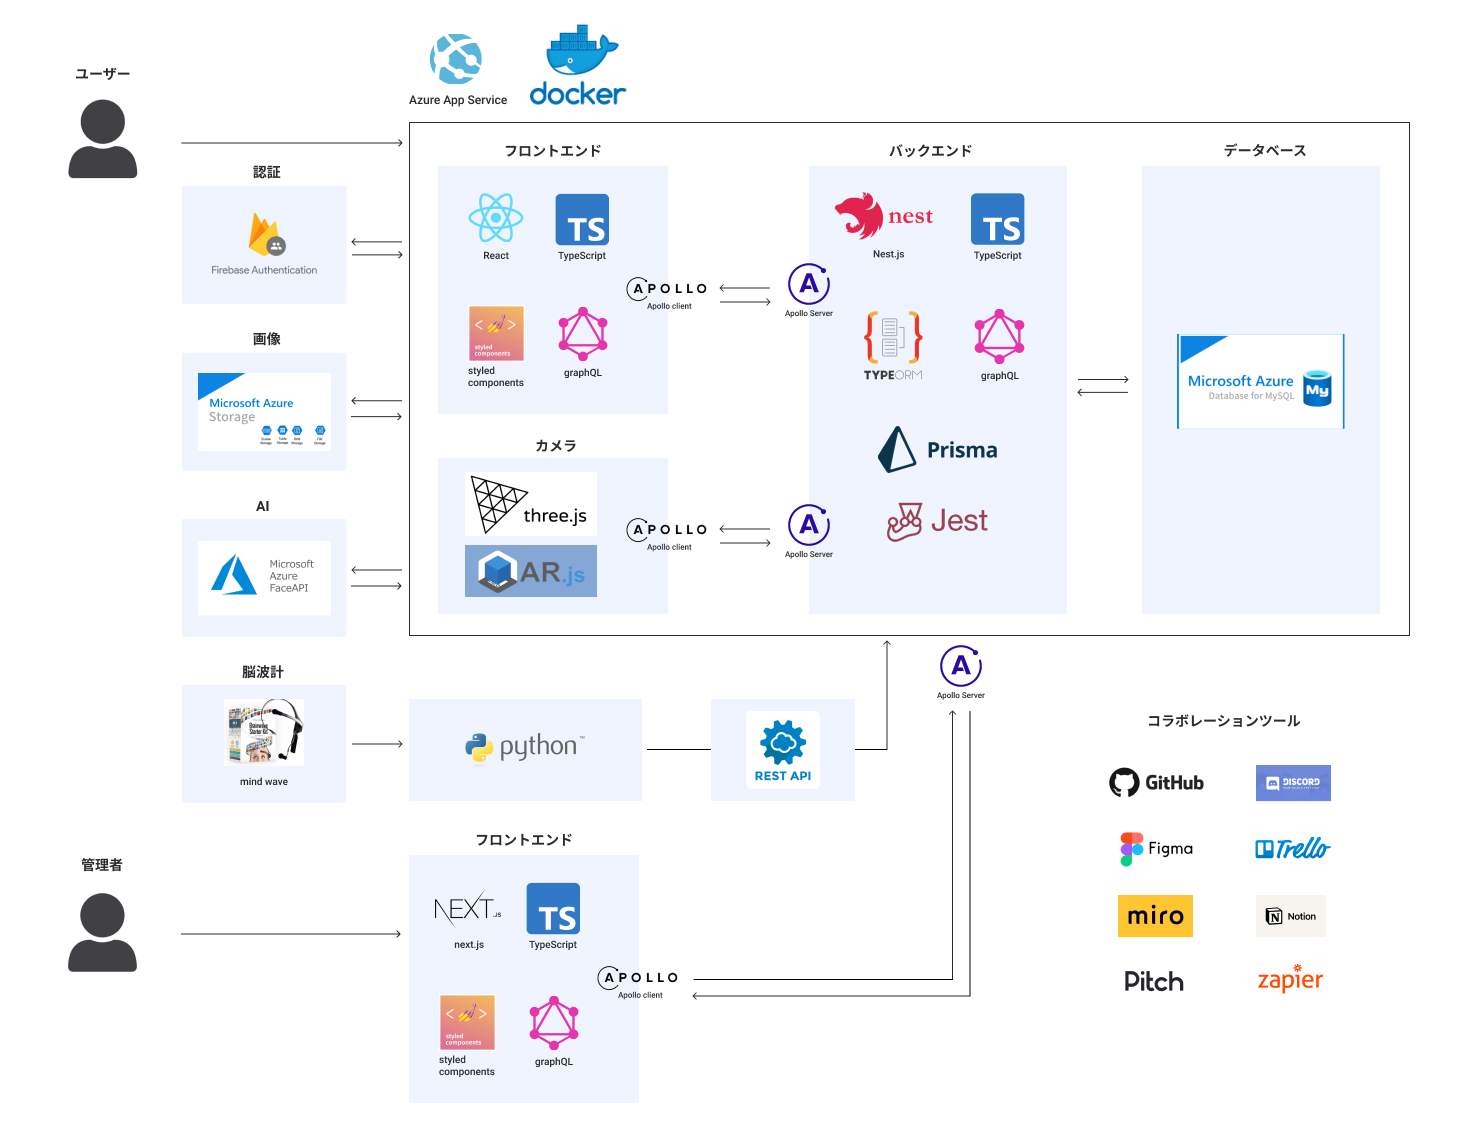 ユーザー
Azure App Service
docker
認証
Firebase Authentication
画像
Microsoft Azure
Storage
AI
Microsoft
Azure
FaceAPI
フロントエンド
React
TS
TypeScript
styled
components
styled
components
graphQL
APOLLO
Apollo client
カメラ
three.js
AR.js
APOLLO
Apollo client
バックエンド
nest
Nest.js
TS
TypeScript
A
Apollo Server
TYPEORM
graphQL
Prisma
Jest
A
Apollo Server
データベース
Microsoft Azure
Database for MySQL
My
脳波計
Brainwave
Starter Kit
mind wave
python™
REST API
A
Apollo Server
管理者
フロントエンド
NEXT.JS
next.js
TS
TypeScript
styled
components
styled
components
graphQL
APOLLO
Apollo client
コラボレーションツール
GitHub
DISCORD
Figma
Trello
miro
Notion
Pitch
zapier